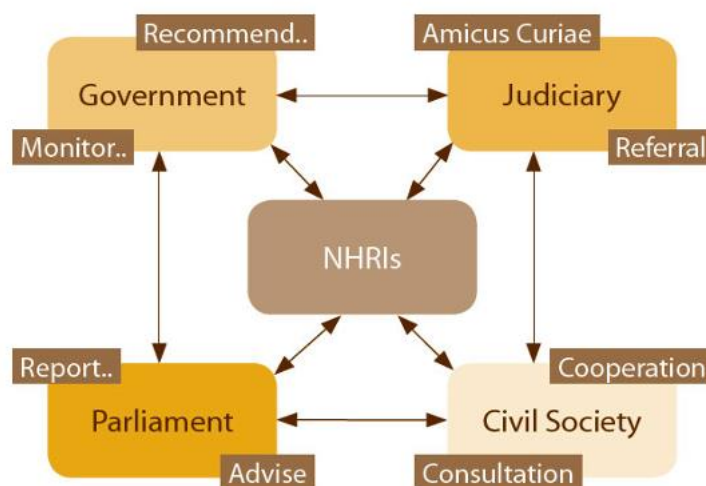 Recommend..
Government
Monitor..
Amicus Curiae
Judiciary
Referral
NHRIs
Report..
Parliament
Advise
Cooperation
Civil Society
Consultation